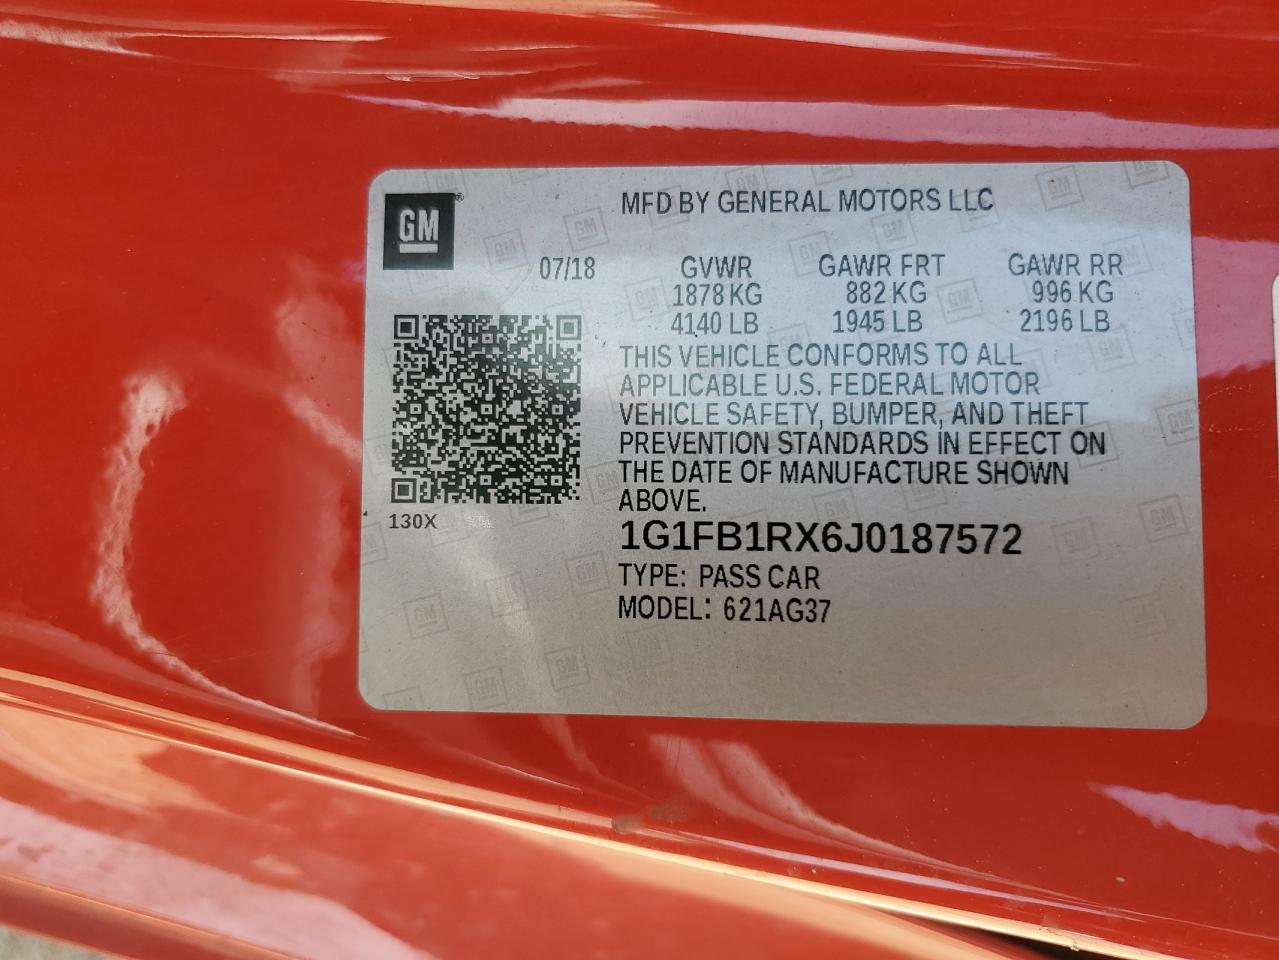 GM®
MFD BY GENERAL MOTORS LLC
07/18 GVWR GAWR FRT GAWR RR
1878 KG 882 KG 996 KG
4140 LB 1945 LB 2196 LB
THIS VEHICLE CONFORMS TO ALL
APPLICABLE U.S. FEDERAL MOTOR
VEHICLE SAFETY, BUMPER, AND THEFT
PREVENTION STANDARDS IN EFFECT ON
THE DATE OF MANUFACTURE SHOWN
ABOVE.
130X
1G1FB1RX6J0187572
TYPE: PASS CAR
MODEL: 621AG37